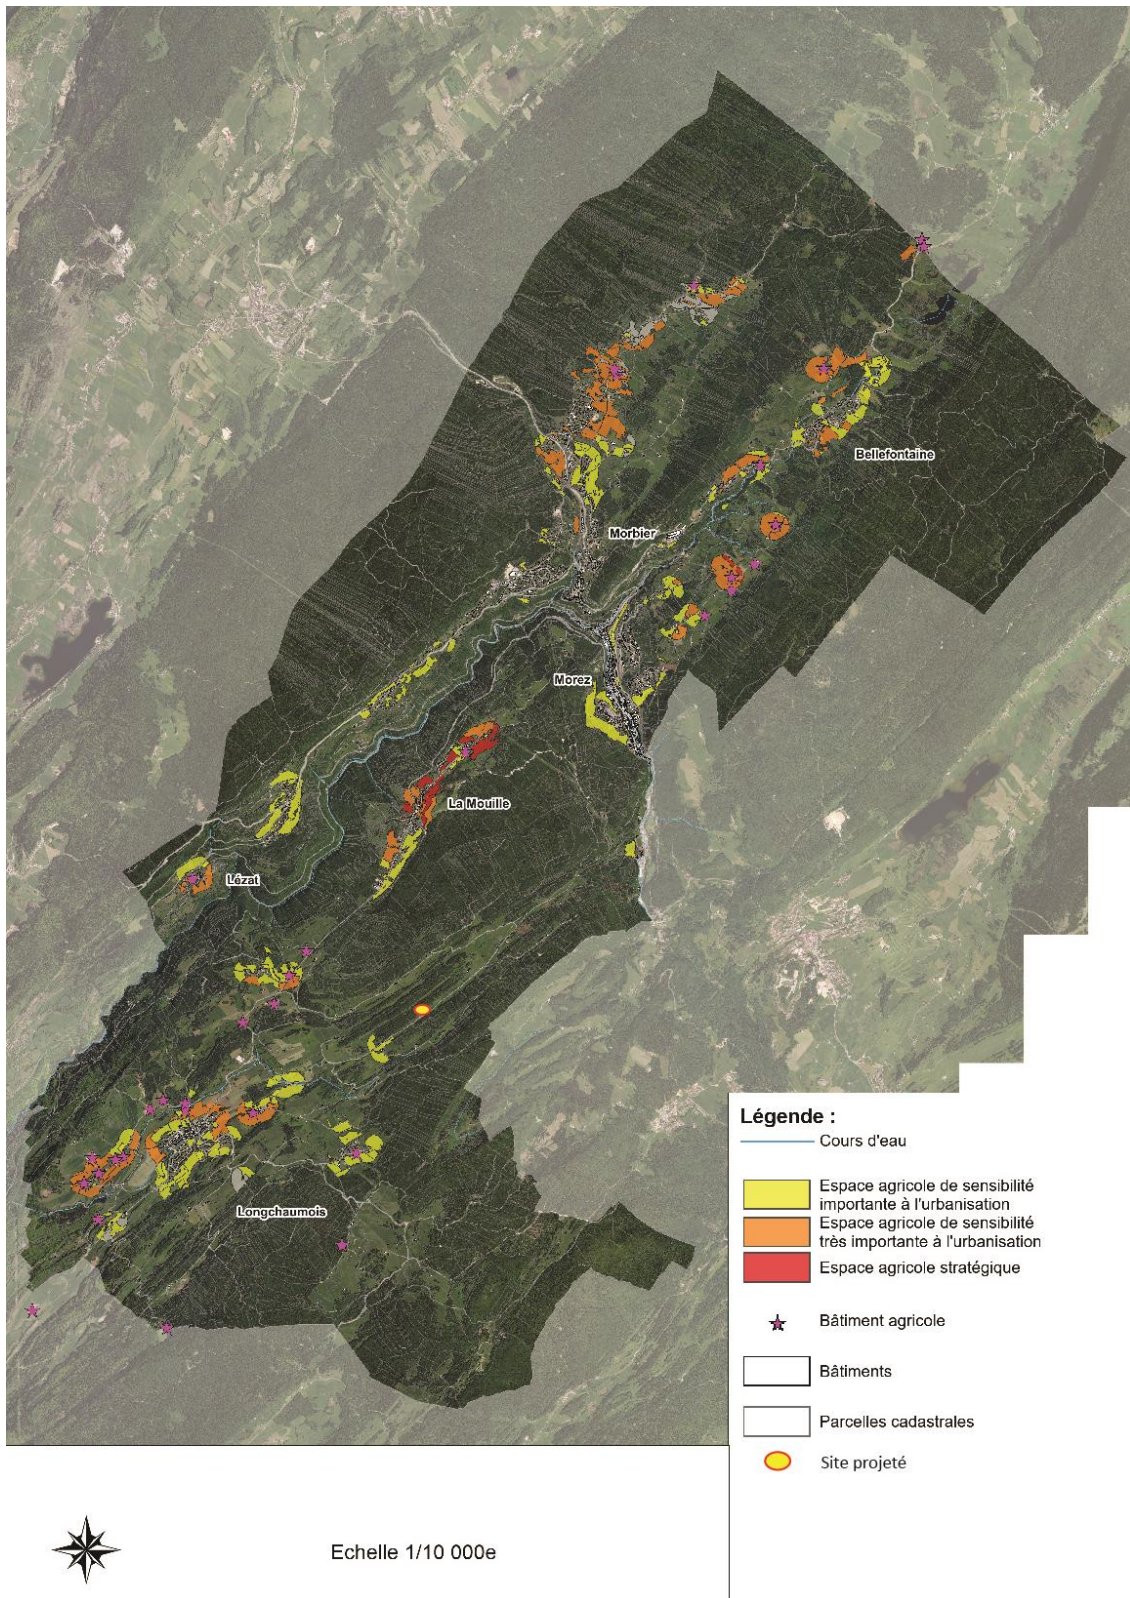 Bellefontaine
Morbier
Morez
La Mouille
Lézat
Longchaumois
Légende :
Cours d'eau
Espace agricole de sensibilité
importante à l'urbanisation
Espace agricole de sensibilité
très importante à l'urbanisation
Espace agricole stratégique
Bâtiment agricole
Bâtiments
Parcelles cadastrales
Site projeté
Echelle 1/10 000e